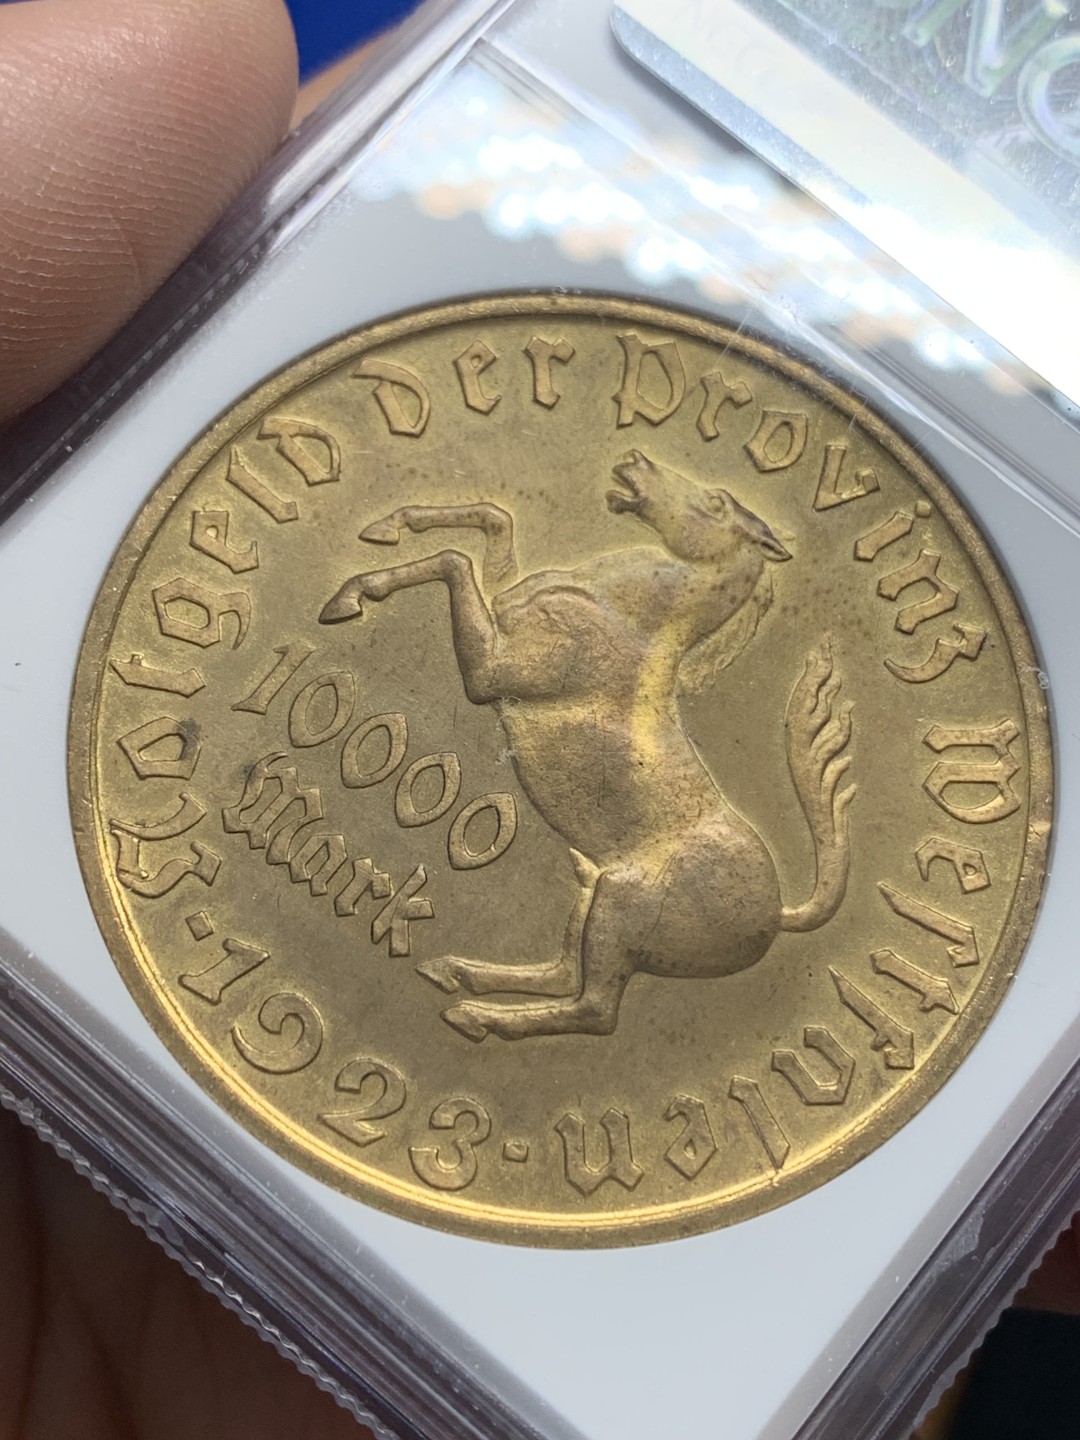 Notgeld der Provinz Westfalen
·1923·
10000
Mark